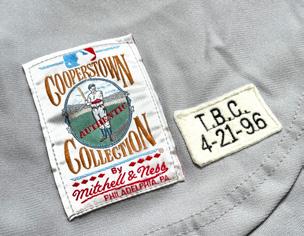 COOPERSTOWN
AUTHENTIC
COLLECTION
By
Mitchell & Ness
PHILADELPHIA, PA
T.B.C.
4-21-96